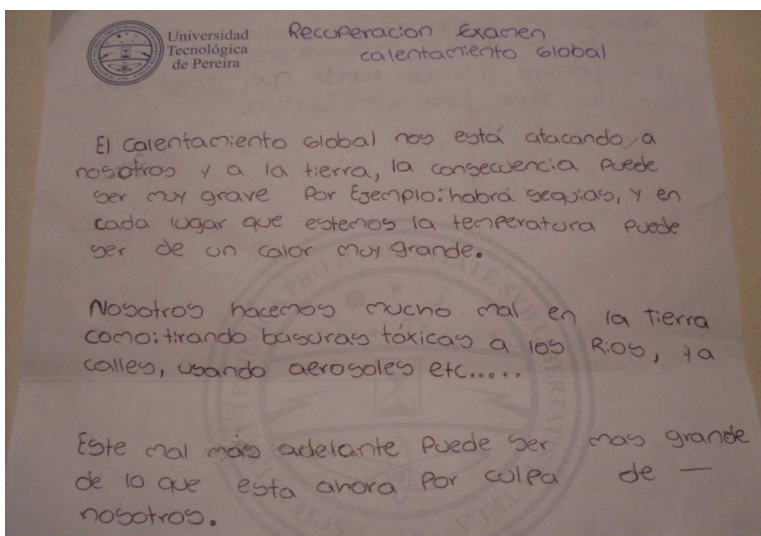 Universidad
Tecnológica
de Pereira
Recuperacion Examen
calentamiento Global
El calentamiento Global nos está atacando a
nosotros y a la tierra, la consecuencia puede
ser muy grave Por Ejemplo: habrá sequias, y en
cada lugar que estemos la temperatura puede
ser de un calor muy grande.
Nosotros hacemos mucho mal en la Tierra
como: tirando basuras tóxicas a los Rios, ya
calles, usando aerosoles etc.....
Este mal más adelante Puede ser mas grande
de lo que esta ahora Por culpa de —
nosotros.